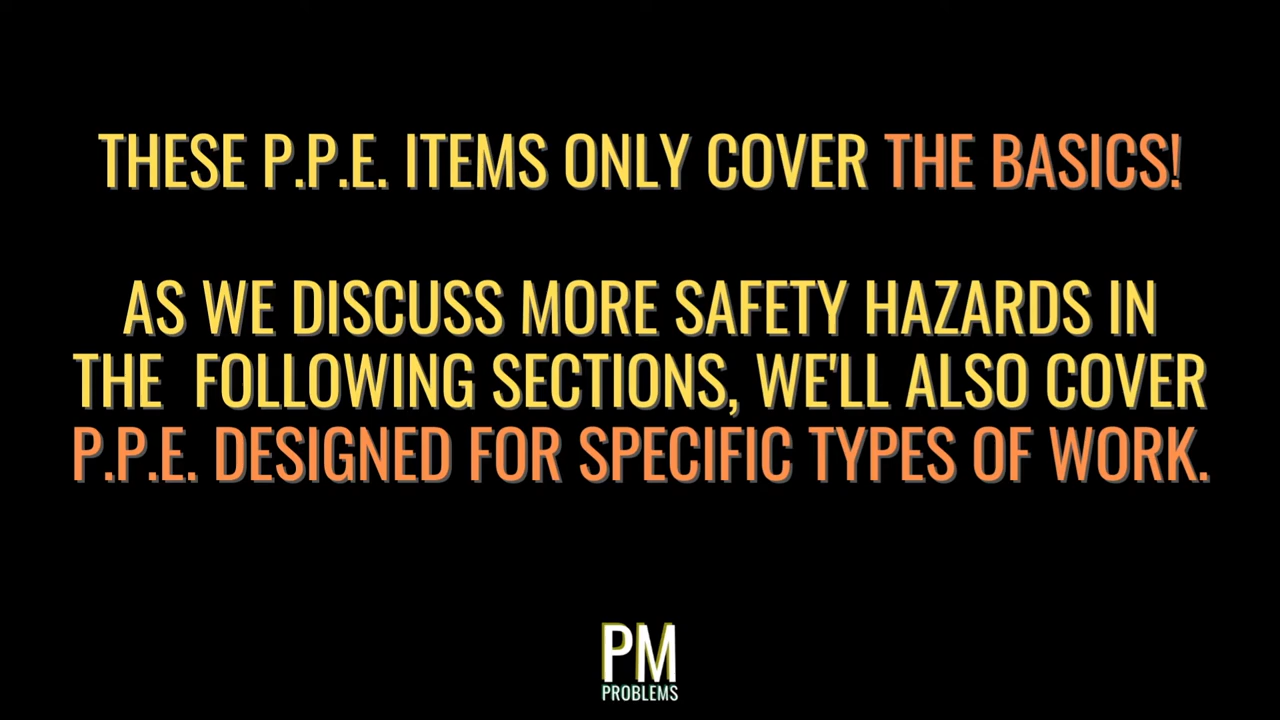 THESE P.P.E. ITEMS ONLY COVER THE BASICS!
AS WE DISCUSS MORE SAFETY HAZARDS IN
THE FOLLOWING SECTIONS, WE'LL ALSO COVER
P.P.E. DESIGNED FOR SPECIFIC TYPES OF WORK.
PM
PROBLEMS